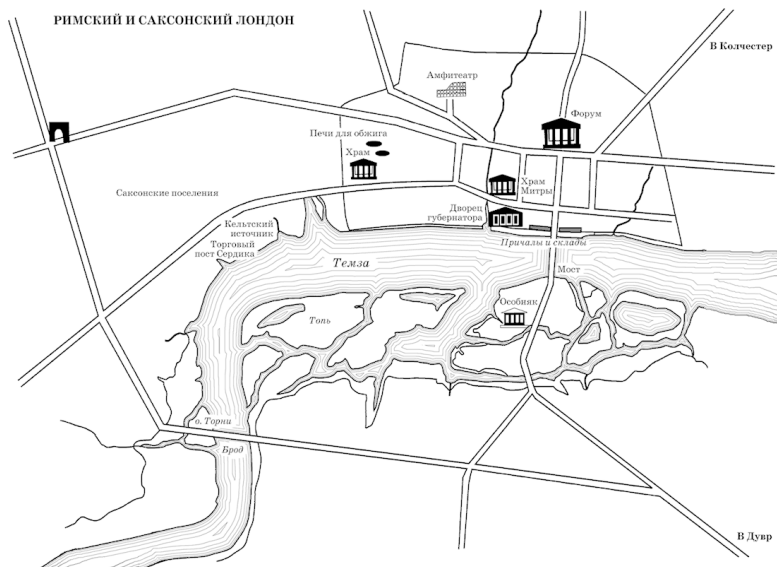 РИМСКИЙ И САКСОНСКИЙ ЛОНДОН
В Колчестер
Амфитеатр
Форум
Печи для обжига
Храм
Храм
Митры
Саксонские поселения
Дворец
губернатора
Кельтский
источник
Торговый
пост Сердика
Причалы и склады
Темза
Мост
Особняк
Топь
о. Торни
Брод
В Дувр